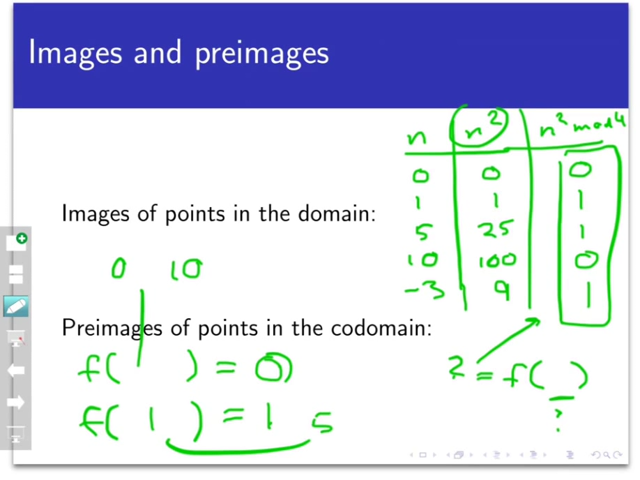 Images and preimages
n n² n² mod 4
0 0 0
1 1 1
5 25 1
10 100 0
-3 9 1
Images of points in the domain:
0 10
Preimages of points in the codomain:
f( ) = 0
2 = f( )
?
f( 1 ) = 1 5